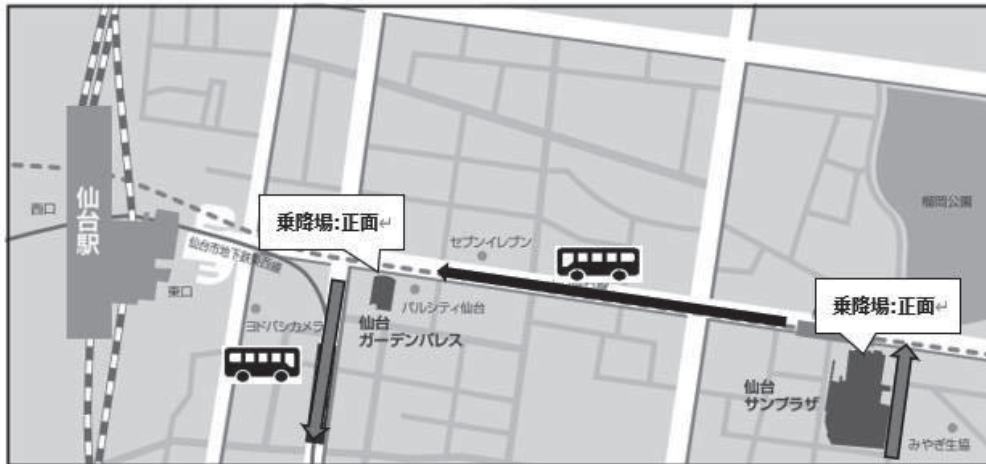 仙台駅
西口
東口
仙台市地下鉄東西線
乗降場:正面↵
セブンイレブン
パルシティ仙台
仙台
ガーデンパレス
ヨドバシカメラ
榴岡公園
乗降場:正面↵
仙台
サンプラザ
みやぎ生協